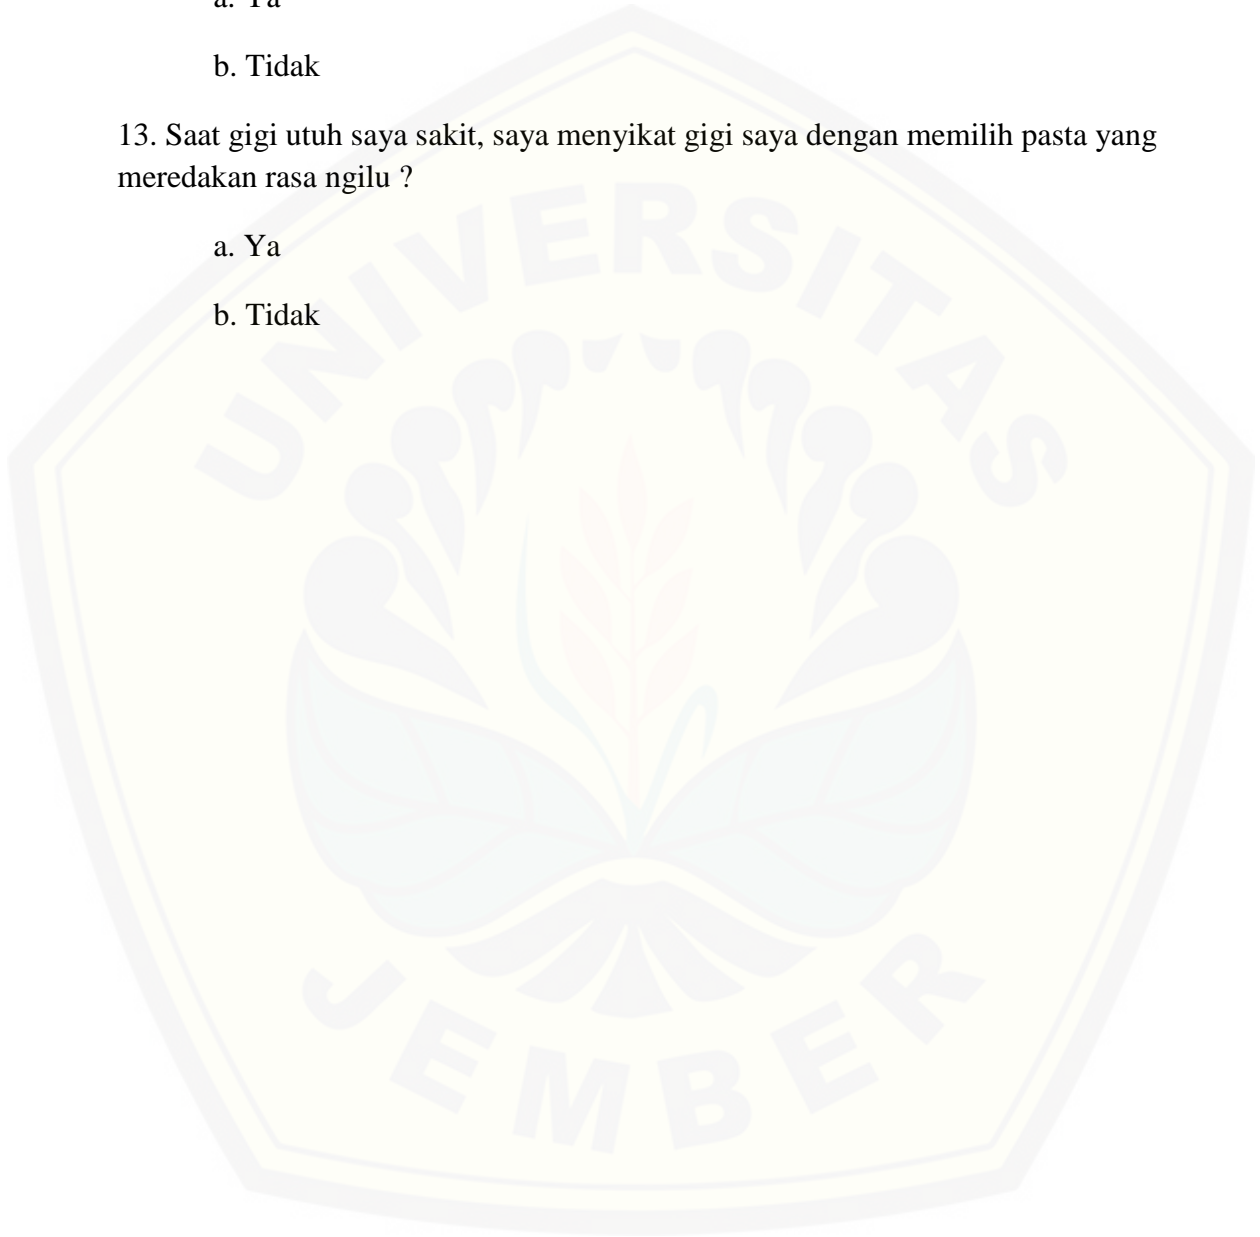 a. Ya
b. Tidak
13. Saat gigi utuh saya sakit, saya menyikat gigi saya dengan memilih pasta yang
meredakan rasa ngilu ?
a. Ya
b. Tidak
UNIVERSITAS
JEMBER